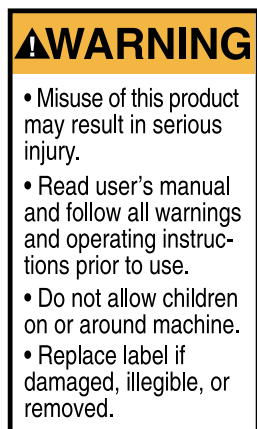 WARNING
• Misuse of this product
may result in serious
injury.
• Read user's manual
and follow all warnings
and operating instruc-
tions prior to use.
• Do not allow children
on or around machine.
• Replace label if
damaged, illegible, or
removed.